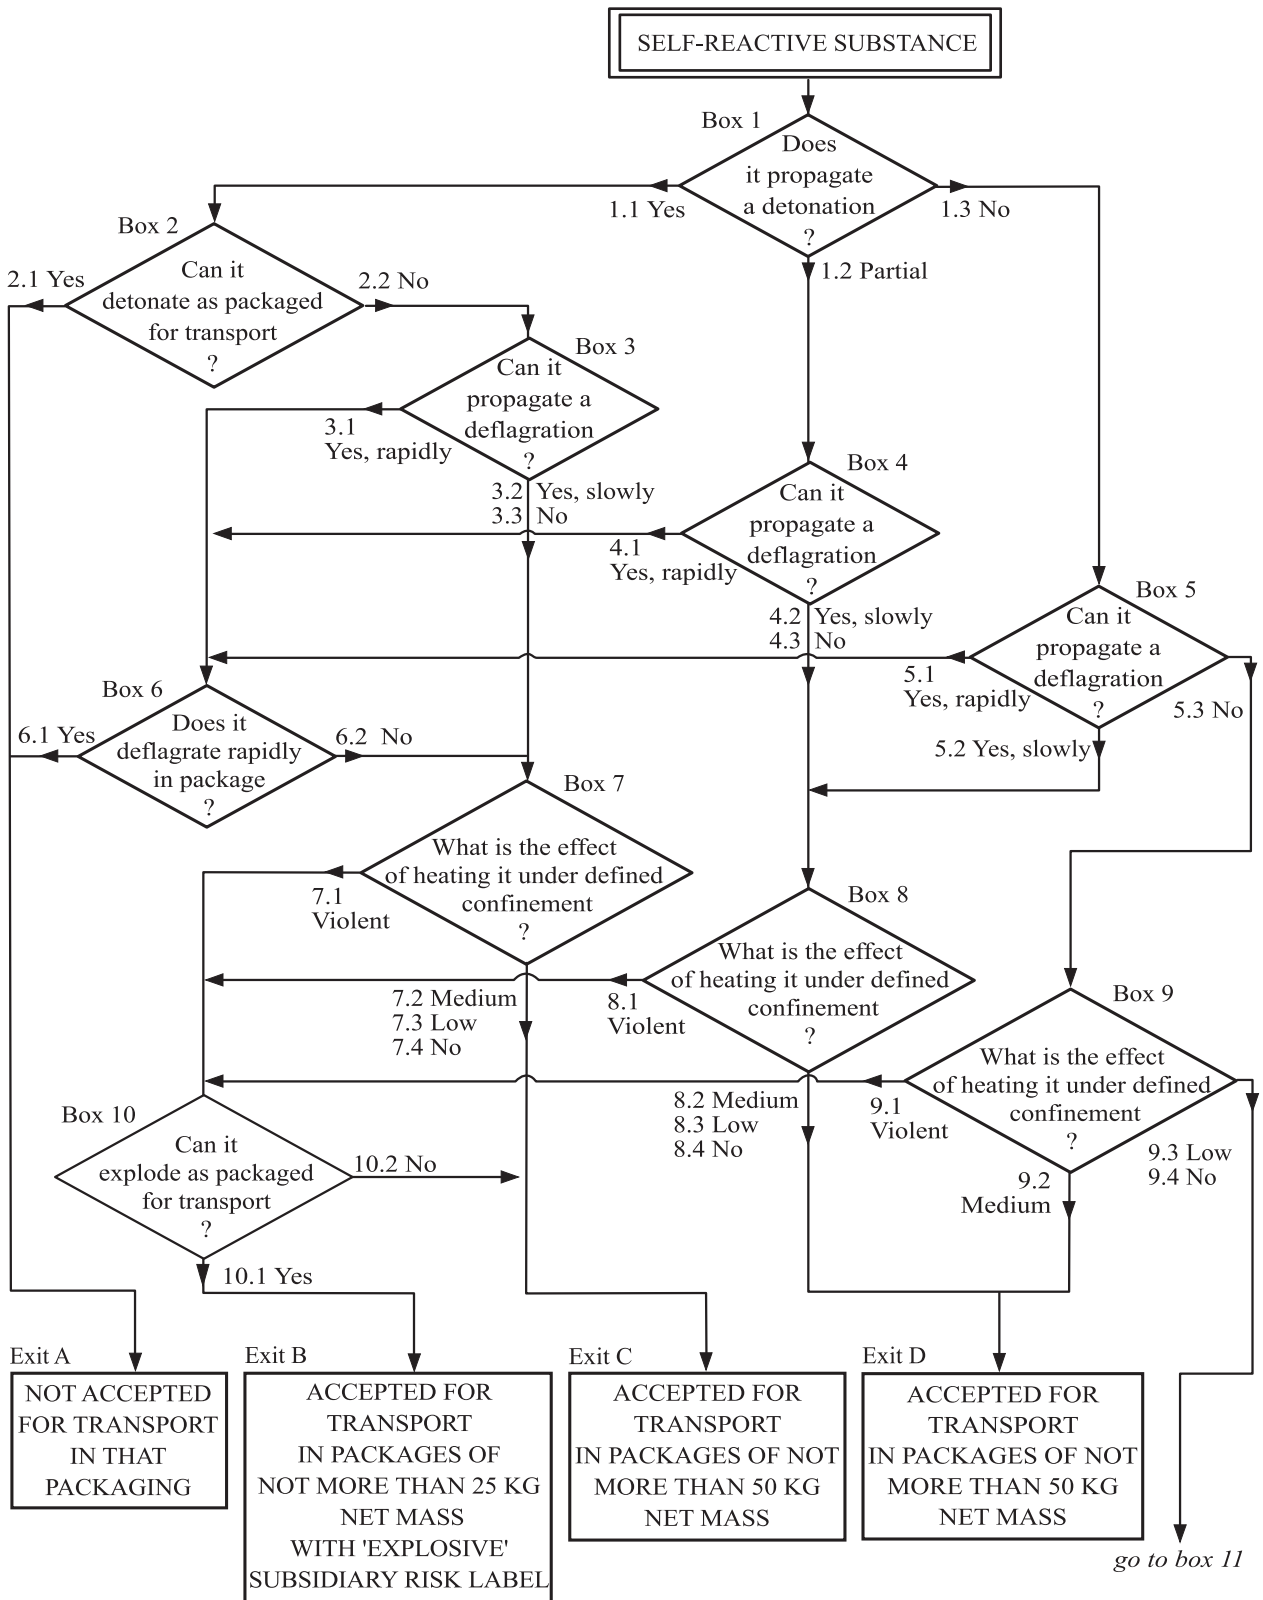 SELF-REACTIVE SUBSTANCE
Box 1
Does
it propagate
a detonation
?
1.1 Yes
1.3 No
1.2 Partial
Box 2
Can it
detonate as packaged
for transport
?
2.1 Yes
2.2 No
Box 3
Can it
propagate a
deflagration
?
3.1
Yes, rapidly
3.2 Yes, slowly
3.3 No
Box 4
Can it
propagate a
deflagration
?
4.1
Yes, rapidly
4.2 Yes, slowly
4.3 No
Box 5
Can it
propagate a
deflagration
?
5.1
Yes, rapidly
5.3 No
5.2 Yes, slowly
Box 6
Does it
deflagrate rapidly
in package
?
6.1 Yes
6.2 No
Box 7
What is the effect
of heating it under defined
confinement
?
7.1
Violent
7.2 Medium
7.3 Low
7.4 No
Box 8
What is the effect
of heating it under defined
confinement
?
8.1
Violent
8.2 Medium
8.3 Low
8.4 No
Box 9
What is the effect
of heating it under defined
confinement
?
9.1
Violent
9.2
Medium
9.3 Low
9.4 No
Box 10
Can it
explode as packaged
for transport
?
10.2 No
10.1 Yes
Exit A
NOT ACCEPTED
FOR TRANSPORT
IN THAT
PACKAGING
Exit B
ACCEPTED FOR
TRANSPORT
IN PACKAGES OF
NOT MORE THAN 25 KG
NET MASS
WITH 'EXPLOSIVE'
SUBSIDIARY RISK LABEL
Exit C
ACCEPTED FOR
TRANSPORT
IN PACKAGES OF NOT
MORE THAN 50 KG
NET MASS
Exit D
ACCEPTED FOR
TRANSPORT
IN PACKAGES OF NOT
MORE THAN 50 KG
NET MASS
go to box 11